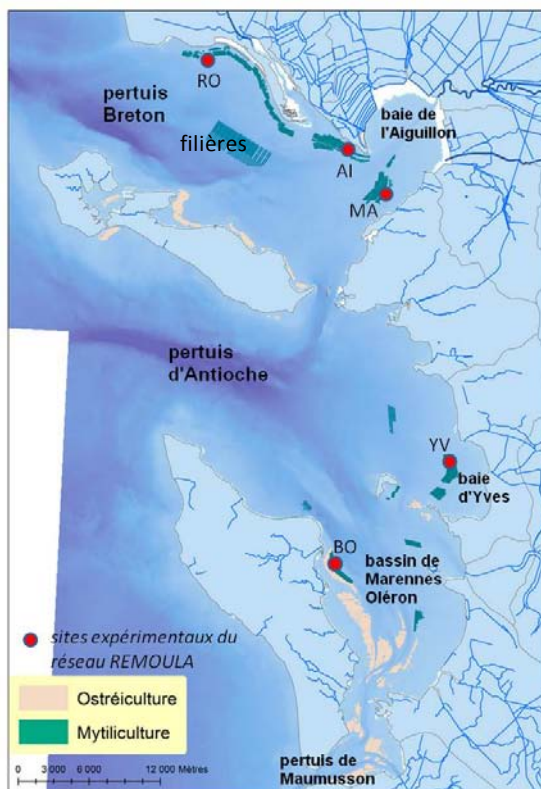 RO
pertuis
Breton
filières
baie de
l'Aiguillon
AI
MA
pertuis
d'Antioche
YV
baie
d'Yves
BO
bassin de
Marennes
Oléron
sites expérimentaux du
réseau REMOULA
Ostréiculture
Mytiliculture
pertuis de
Maumusson
0 3 000 6 000 12 000 Mètres